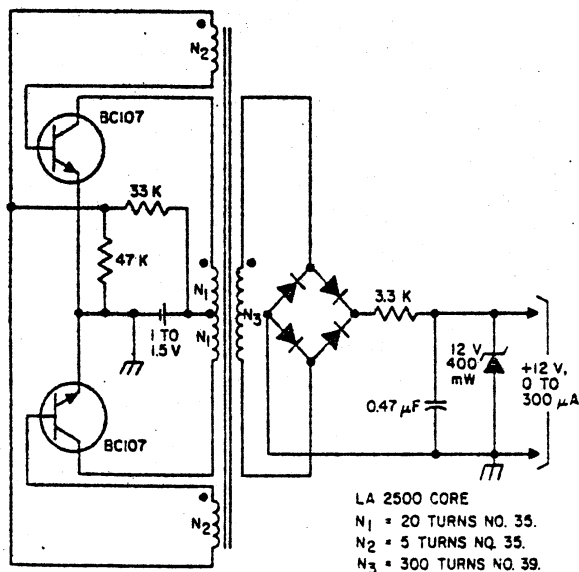 N2
BC107
33 K
47 K
N1
N1
N3
1 TO
1.5 V
3.3 K
12 V
400
mW
0.47 µF
+12 V,
0 TO
300 µA
BC107
N2
LA 2500 CORE
N1 = 20 TURNS NO. 35.
N2 = 5 TURNS NO. 35.
N3 = 300 TURNS NO. 39.